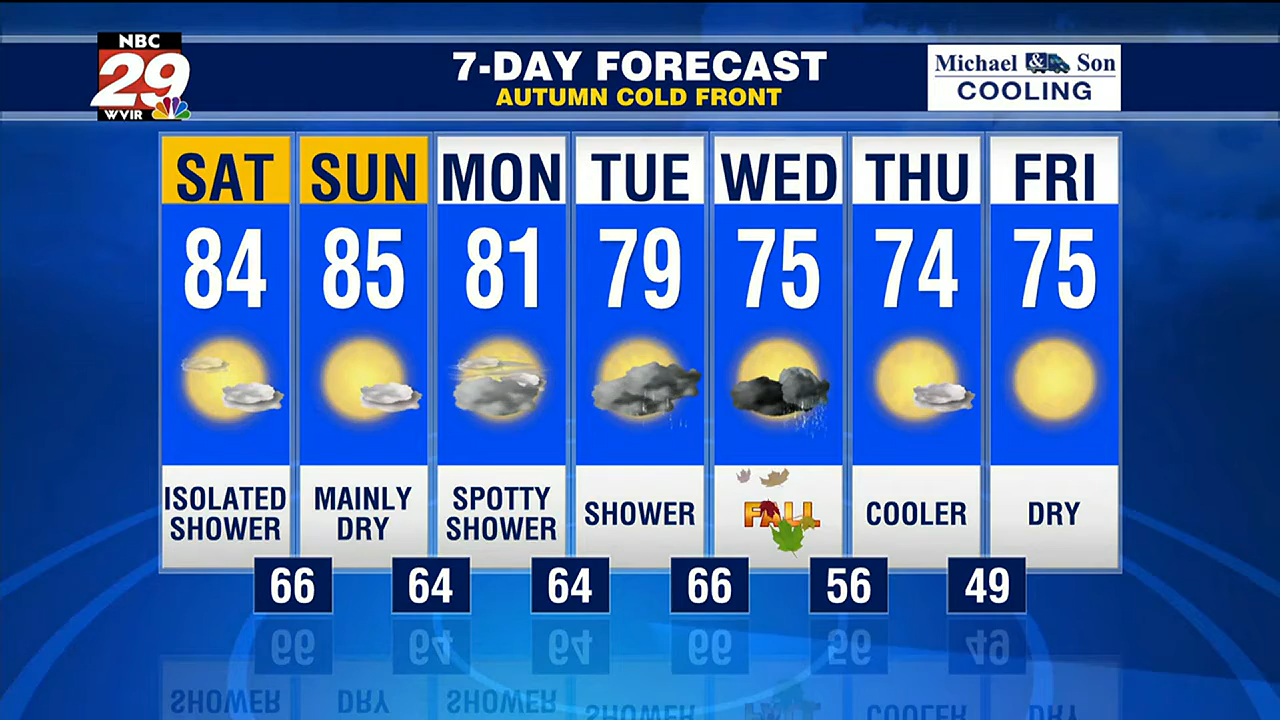 NBC
29
WVIR
7-DAY FORECAST
AUTUMN COLD FRONT
Michael & Son
COOLING
SAT
84
ISOLATED
SHOWER
SUN
85
MAINLY
DRY
MON
81
SPOTTY
SHOWER
TUE
79
SHOWER
WED
75
FALL
THU
74
COOLER
FRI
75
DRY
66
64
64
66
56
49